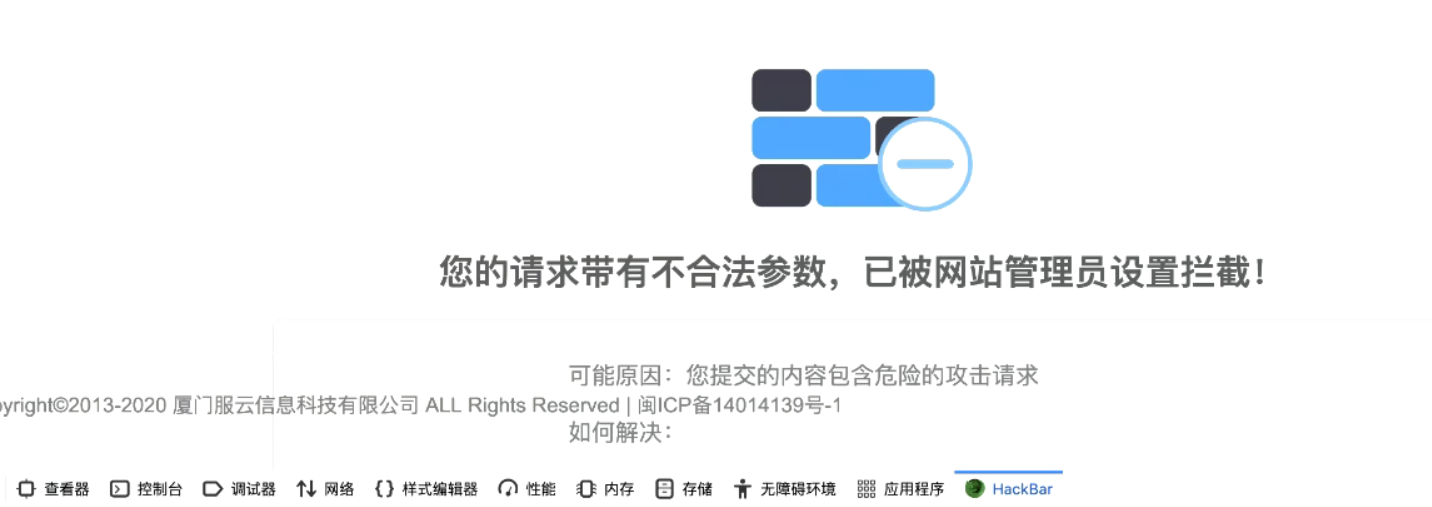 您的请求带有不合法参数，已被网站管理员设置拦截！
可能原因：您提交的内容包含危险的攻击请求
pyright©2013-2020 厦门服云信息科技有限公司 ALL Rights Reserved | 闽ICP备14014139号-1
如何解决：
查看器 控制台 调试器 网络 {} 样式编辑器 性能 内存 存储 无障碍环境 应用程序 HackBar